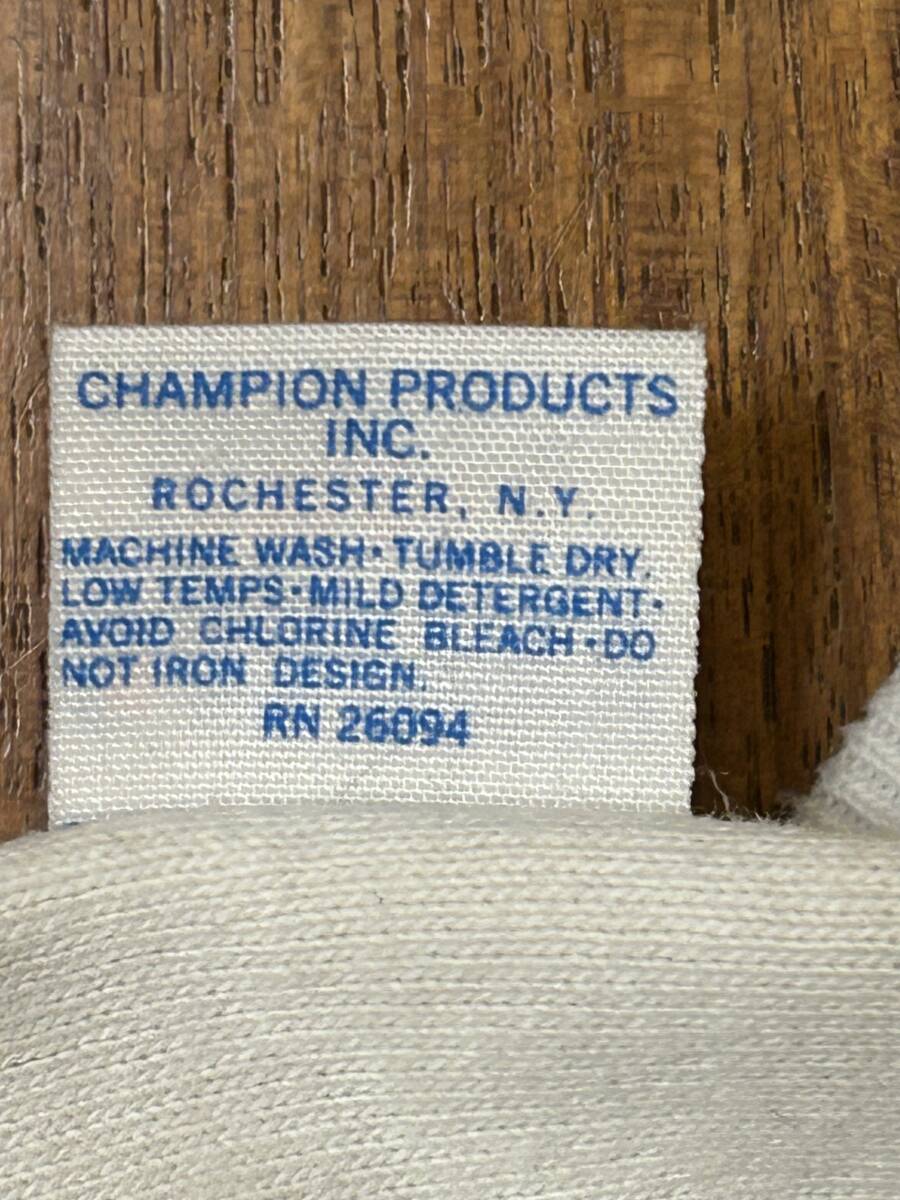 CHAMPION PRODUCTS
INC.
ROCHESTER, N.Y.
MACHINE WASH· TUMBLE DRY.
LOW TEMPS·MILD DETERGENT·
AVOID CHLORINE BLEACH·DO
NOT IRON DESIGN.
RN 26094